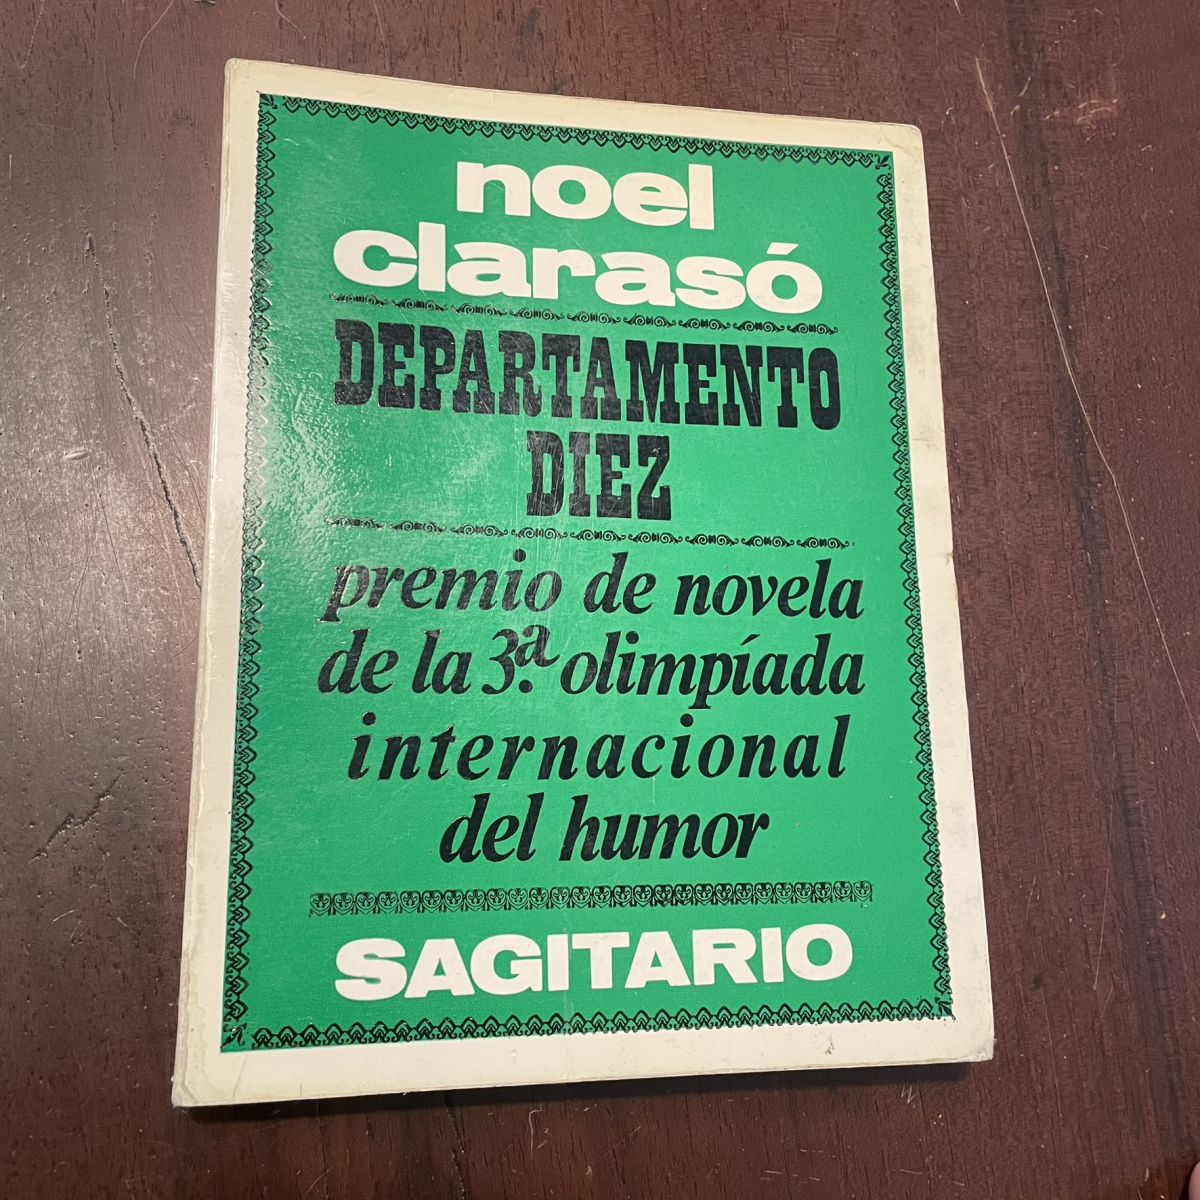 noel
clarasó
DEPARTAMENTO
DIEZ
premio de novela
de la 3.ª olimpíada
internacional
del humor
SAGITARIO